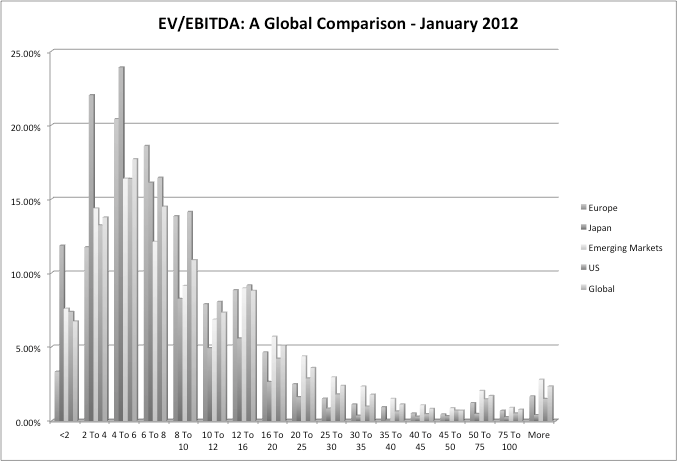 EV/EBITDA: A Global Comparison - January 2012
25.00%
20.00%
15.00%
10.00%
5.00%
0.00%
<2
2 To 4
4 To 6
6 To 8
8 To
10
10 To
12
12 To
16
16 To
20
20 To
25
25 To
30
30 To
35
35 To
40
40 To
45
45 To
50
50 To
75
75 To
100
More
Europe
Japan
Emerging Markets
US
Global